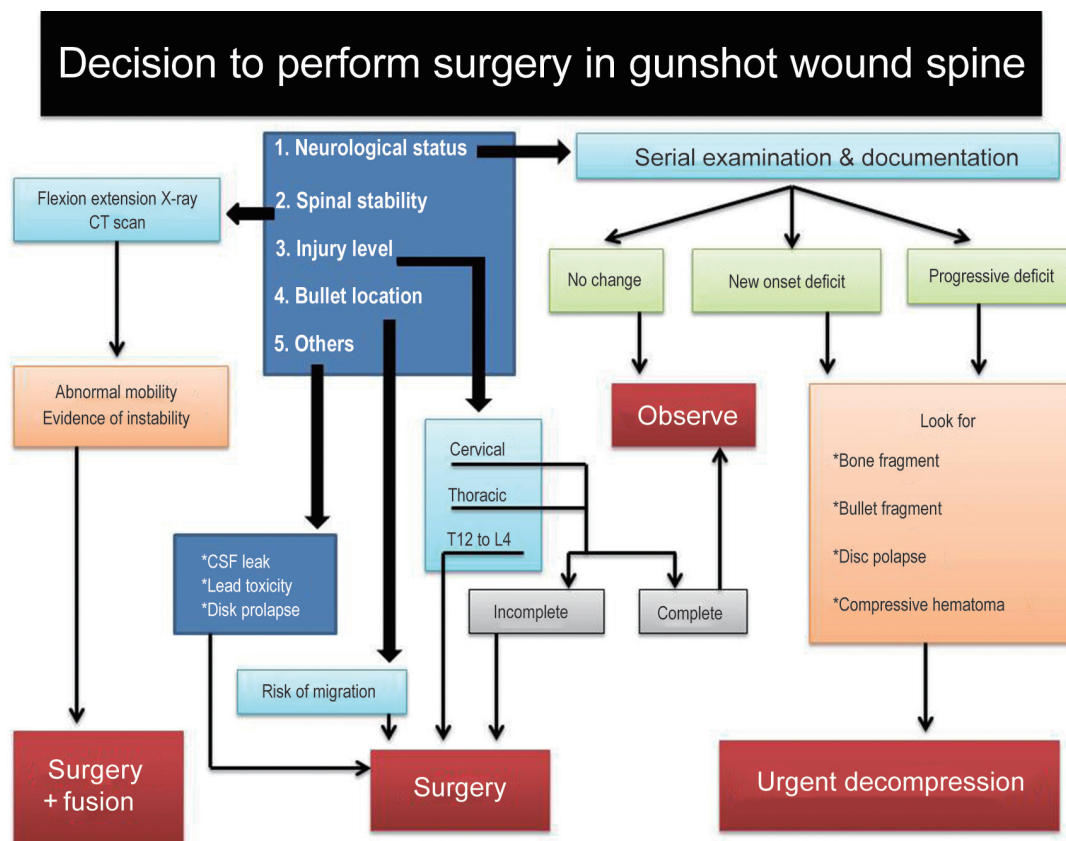 Decision to perform surgery in gunshot wound spine
1. Neurological status
2. Spinal stability
3. Injury level
4. Bullet location
5. Others
Serial examination & documentation
Flexion extension X-ray
CT scan
No change
New onset deficit
Progressive deficit
Abnormal mobility
Evidence of instability
Observe
Look for
*Bone fragment
*Bullet fragment
*Disc polapse
*Compressive hematoma
Cervical
Thoracic
T12 to L4
*CSF leak
*Lead toxicity
*Disk prolapse
Incomplete
Complete
Risk of migration
Surgery
+ fusion
Surgery
Urgent decompression